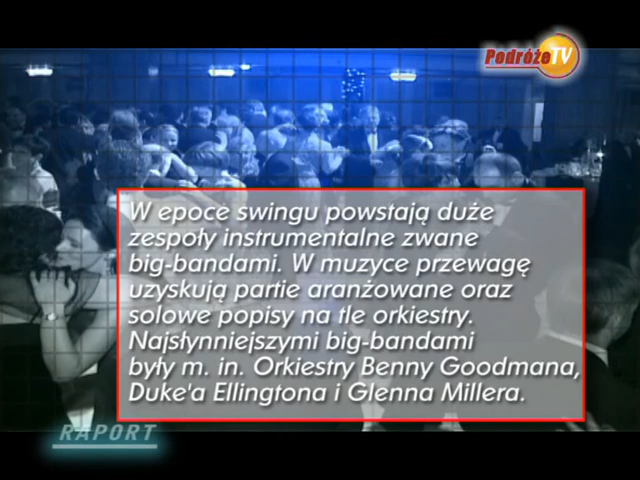 PodróżeTV
W epoce swingu powstają duże
zespoły instrumentalne zwane
big-bandami. W muzyce przewagę
uzyskują partie aranżowane oraz
solowe popisy na tle orkiestry.
Najsłynniejszymi big-bandami
były m. in. Orkiestry Benny Goodmana,
Duke'a Ellingtona i Glenna Millera.
RAPORT